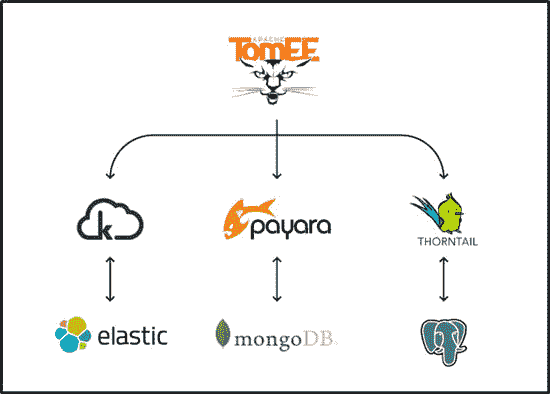 APACHE
TomEE
k
payara
THORNTAIL
elastic
mongoDB.